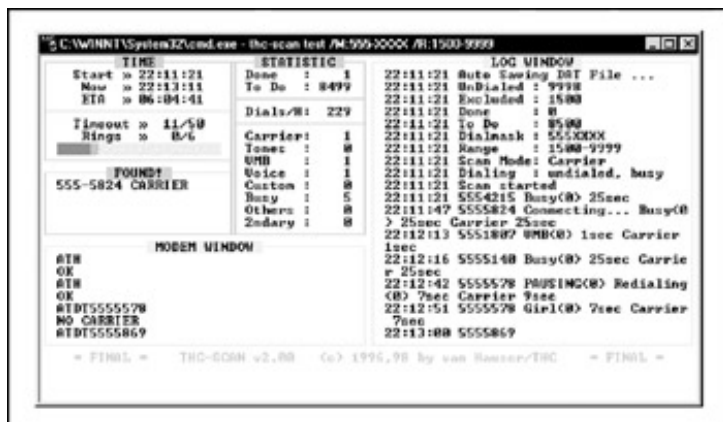 C:\WINNT\System32\cmd.exe - thc-scan test /M:555-XXXX /R:1500-9999
TIME
Start » 22:11:21
Now » 22:13:11
ETA » 06:04:41
Timeout » 11/50
Rings » 0/6
FOUND!
555-5824 CARRIER
STATISTIC
Done : 1
To Do : 8499
Dials/H: 229
Carrier: 1
Tones : 0
VMB : 1
Voice : 1
Custom : 0
Busy : 5
Others : 0
2ndary : 0
MODEM WINDOW
ATH
OK
ATH
OK
ATDT5555578
NO CARRIER
ATDT5555869
LOG WINDOW
22:11:21 Auto Saving DAT File ...
22:11:21 UnDialed : 9998
22:11:21 Excluded : 1500
22:11:21 Done : 0
22:11:21 To Do : 8500
22:11:21 Dialmask : 555XXXX
22:11:21 Range : 1500-9999
22:11:21 Scan Mode: Carrier
22:11:21 Dialing : undialed, busy
22:11:21 Scan started
22:11:21 5554215 Busy(0) 25sec
22:11:47 5555824 Connecting... Busy(0
) 25sec Carrier 25sec
22:12:13 5551807 VMB(0) 1sec Carrier
1sec
22:12:16 5555140 Busy(0) 25sec Carrie
r 25sec
22:12:42 5555578 PAUSING(0) Redialing
(0) 7sec Carrier 9sec
22:12:51 5555578 Girl(0) 7sec Carrier
7sec
22:13:00 5555869
= FINAL = THC-SCAN v2.00 (c) 1996,98 by van Hauser/THC = FINAL =